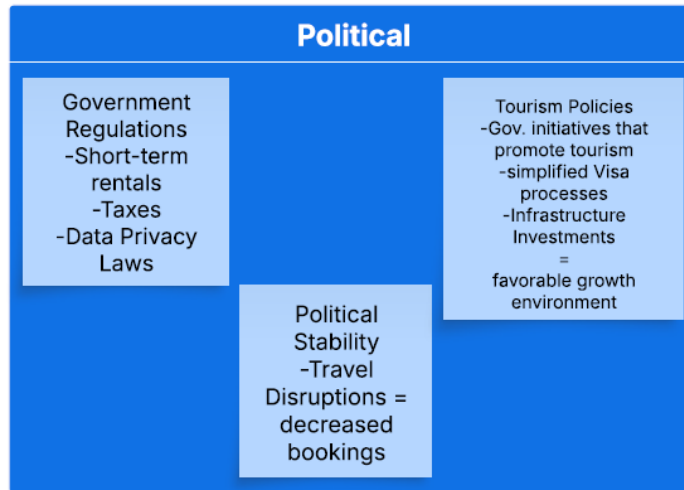 Political
Government
Regulations
-Short-term
rentals
-Taxes
-Data Privacy
Laws
Political
Stability
-Travel
Disruptions =
decreased
bookings
Tourism Policies
-Gov. initiatives that
promote tourism
-simplified Visa
processes
-Infrastructure
Investments
=
favorable growth
environment